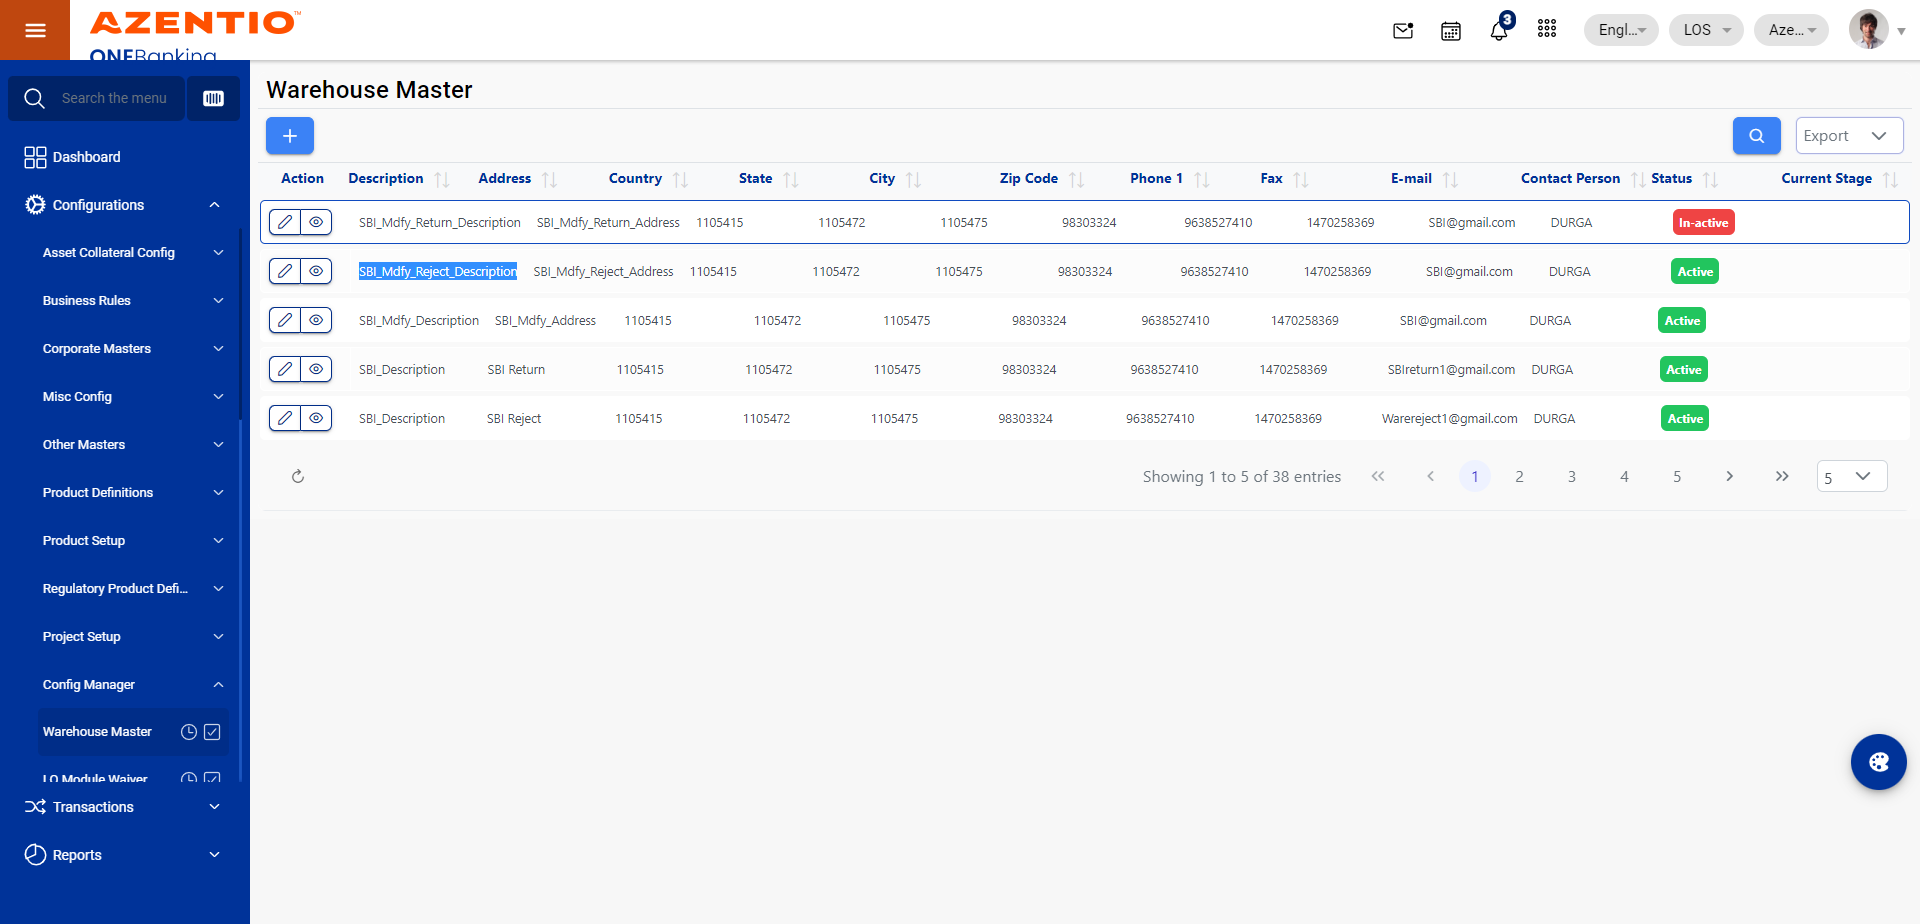 AZENTIO™
ONEBanking
3
Engl...
LOS
Aze...
Search the menu
Dashboard
Configurations
Asset Collateral Config
Business Rules
Corporate Masters
Misc Config
Other Masters
Product Definitions
Product Setup
Regulatory Product Defi...
Project Setup
Config Manager
Warehouse Master
LO Module Waiver
Transactions
Reports
Warehouse Master
Export
Action Description Address Country State City Zip Code Phone 1 Fax E-mail Contact Person Status Current Stage
SBI_Mdfy_Return_Description SBI_Mdfy_Return_Address 1105415 1105472 1105475 98303324 9638527410 1470258369 SBI@gmail.com DURGA In-active
SBI_Mdfy_Reject_Description SBI_Mdfy_Reject_Address 1105415 1105472 1105475 98303324 9638527410 1470258369 SBI@gmail.com DURGA Active
SBI_Mdfy_Description SBI_Mdfy_Address 1105415 1105472 1105475 98303324 9638527410 1470258369 SBI@gmail.com DURGA Active
SBI_Description SBI Return 1105415 1105472 1105475 98303324 9638527410 1470258369 SBIreturn1@gmail.com DURGA Active
SBI_Description SBI Reject 1105415 1105472 1105475 98303324 9638527410 1470258369 Warereject1@gmail.com DURGA Active
Showing 1 to 5 of 38 entries 1 2 3 4 5 5